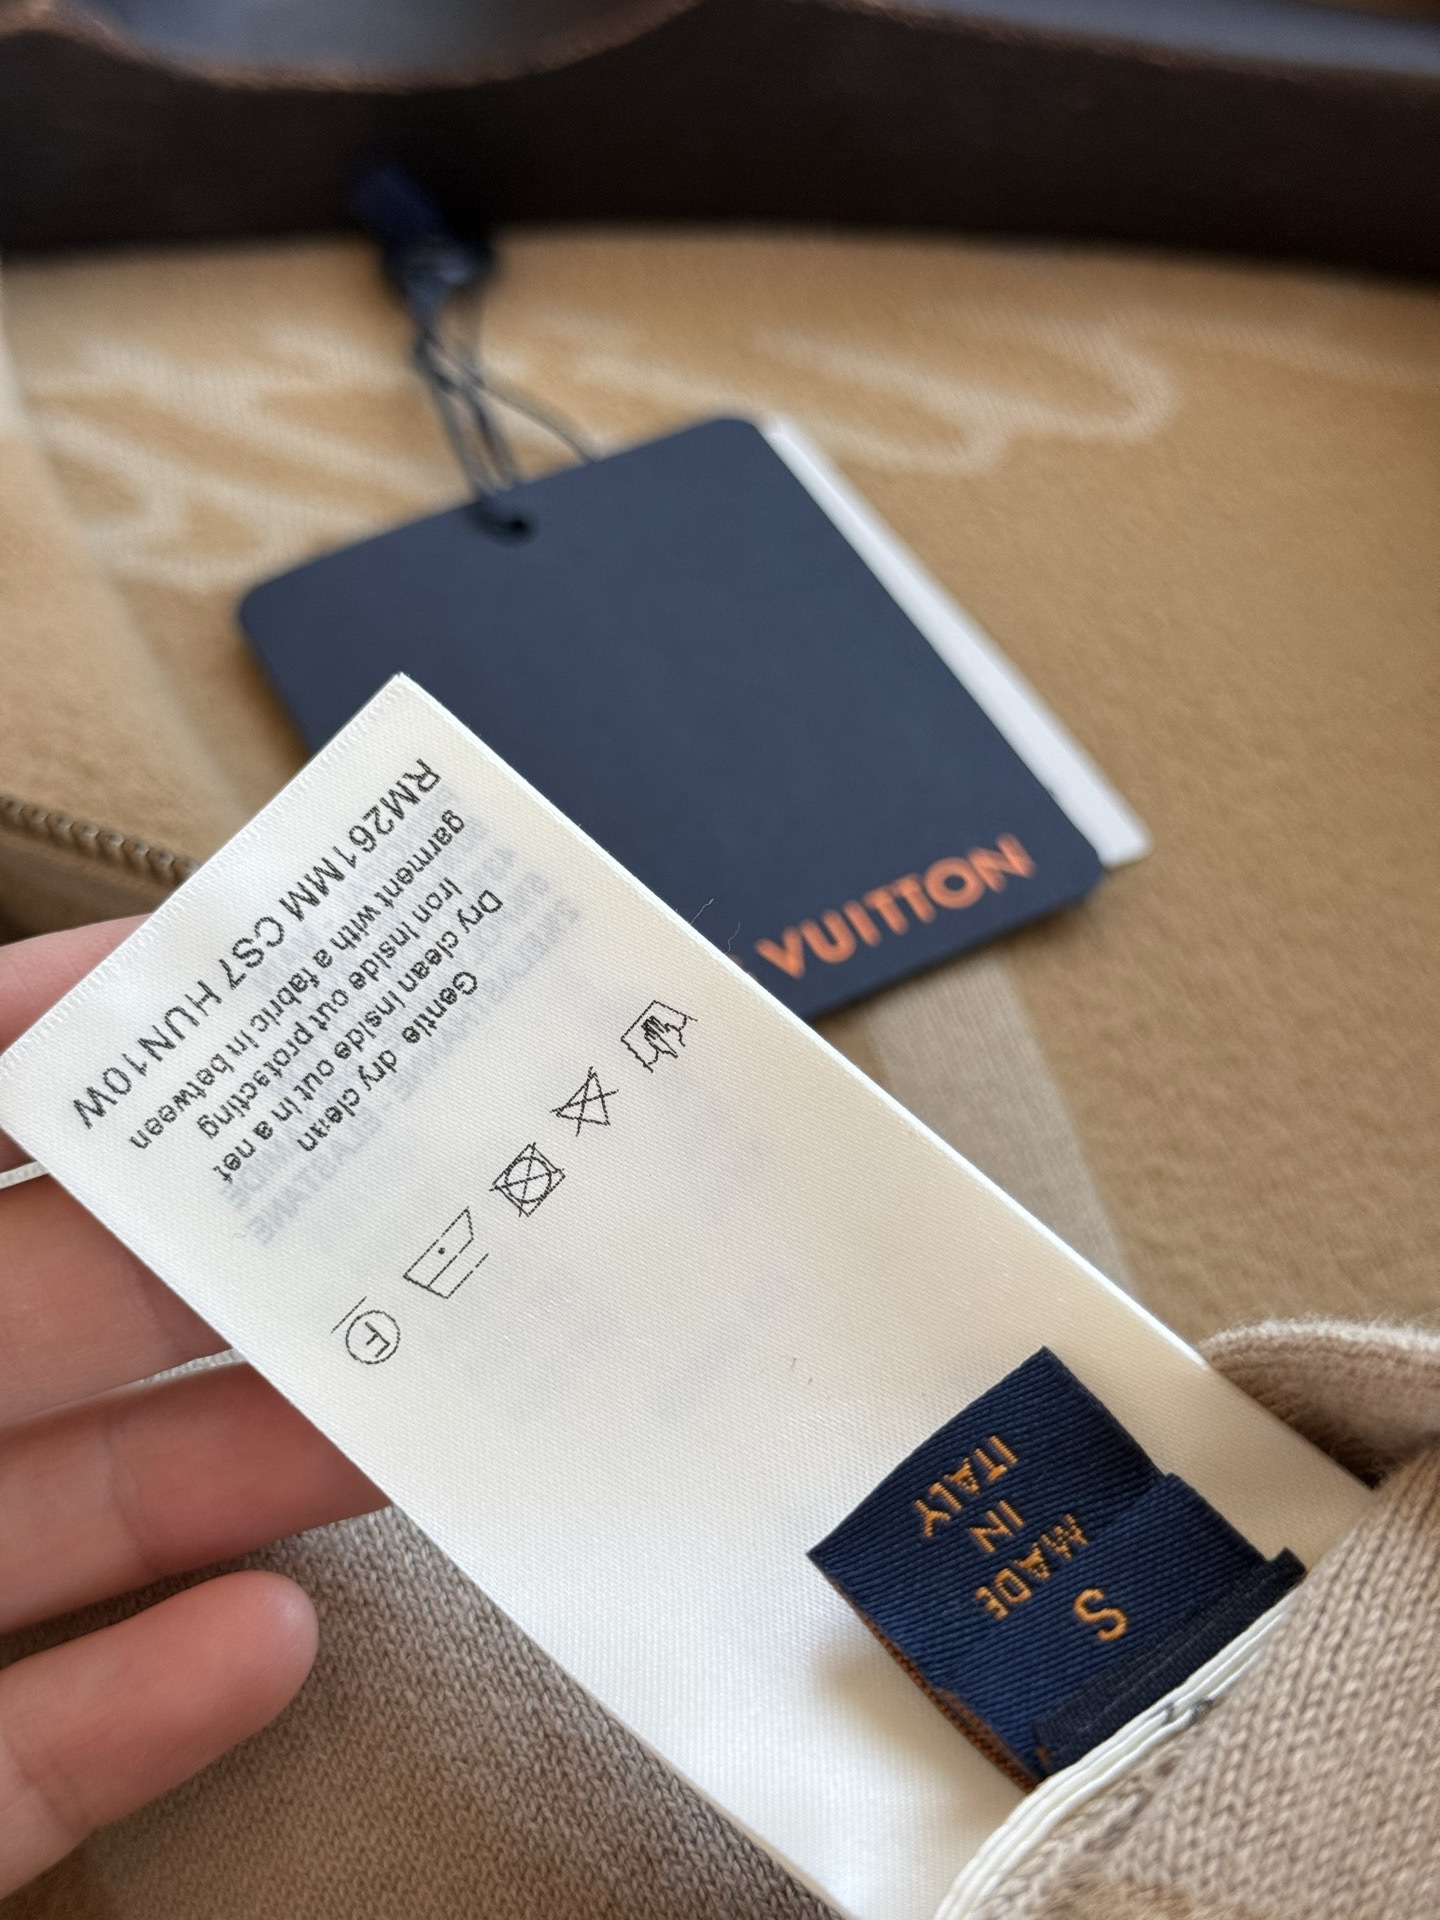 VUITTON
Gentle dry clean
Dry clean inside out in a net
Iron inside out protecting
garment with a fabric in between
RM261MM CS7 HUN10W
F
S
MADE
IN
ITALY